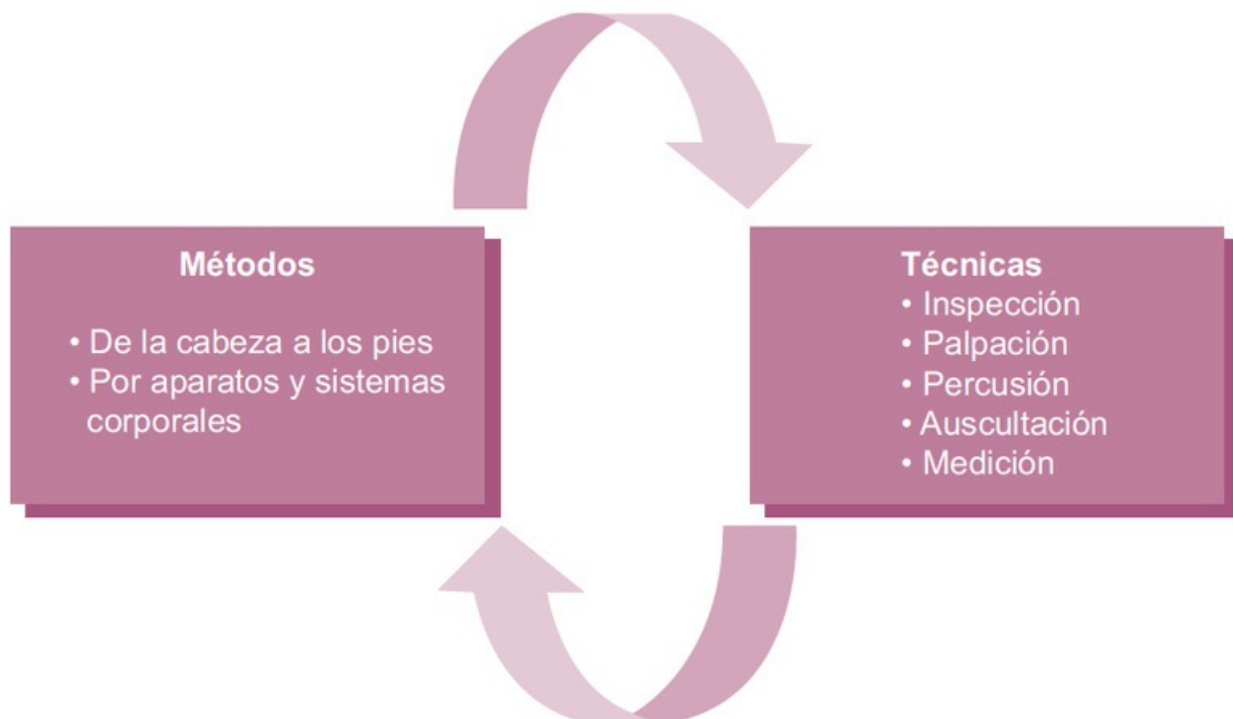 Métodos
• De la cabeza a los pies
• Por aparatos y sistemas
corporales
Técnicas
• Inspección
• Palpación
• Percusión
• Auscultación
• Medición